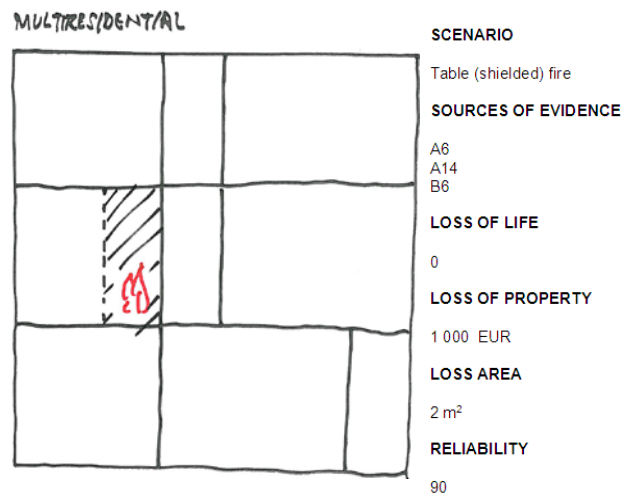 MULTIRESIDENTIAL
SCENARIO
Table (shielded) fire
SOURCES OF EVIDENCE
A6
A14
B6
LOSS OF LIFE
0
LOSS OF PROPERTY
1 000 EUR
LOSS AREA
2 m²
RELIABILITY
90